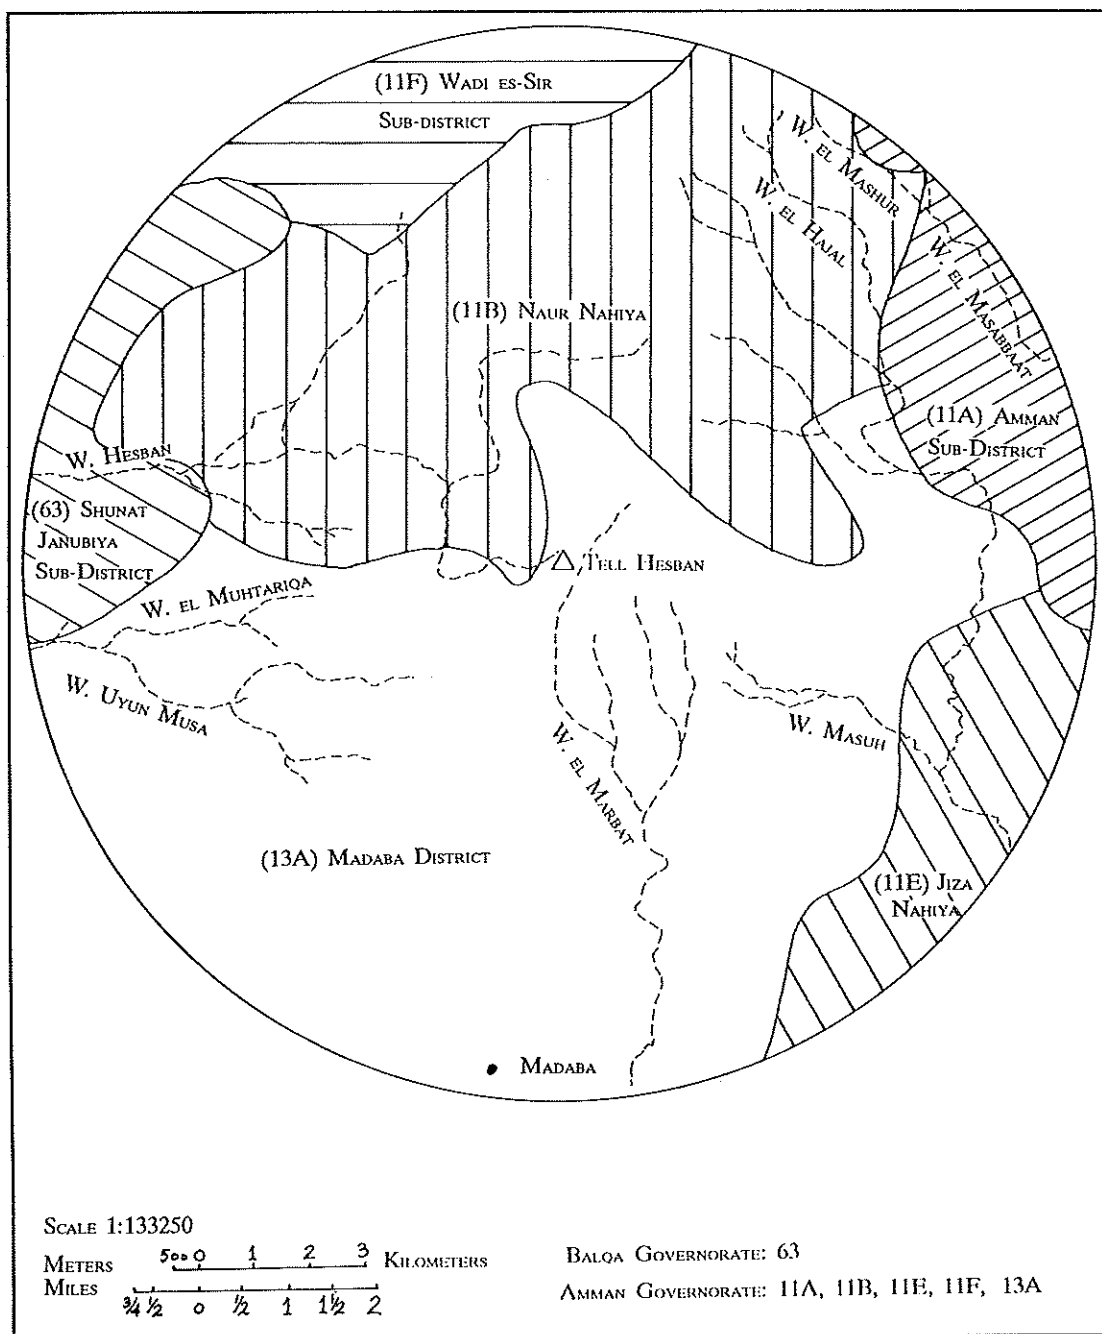 (11F) Wadi es-Sir
Sub-district
W. el Mashur
W. el Hajal
W. el Masabbaat
(11B) Naur Nahiya
(11A) Amman
Sub-District
W. Hesban
(63) Shunat
Janubiya
Sub-District
Tell Hesban
W. el Muhtariqa
W. Uyun Musa
W. Masuh
W. el Marbat
(13A) Madaba District
(11E) Jiza
Nahiya
Madaba
Scale 1:133250
Meters 500 0 1 2 3 Kilometers
Miles
3/4 1/2 0 1/2 1 1 1/2 2
Balqa Governorate: 63
Amman Governorate: 11A, 11B, 11E, 11F, 13A